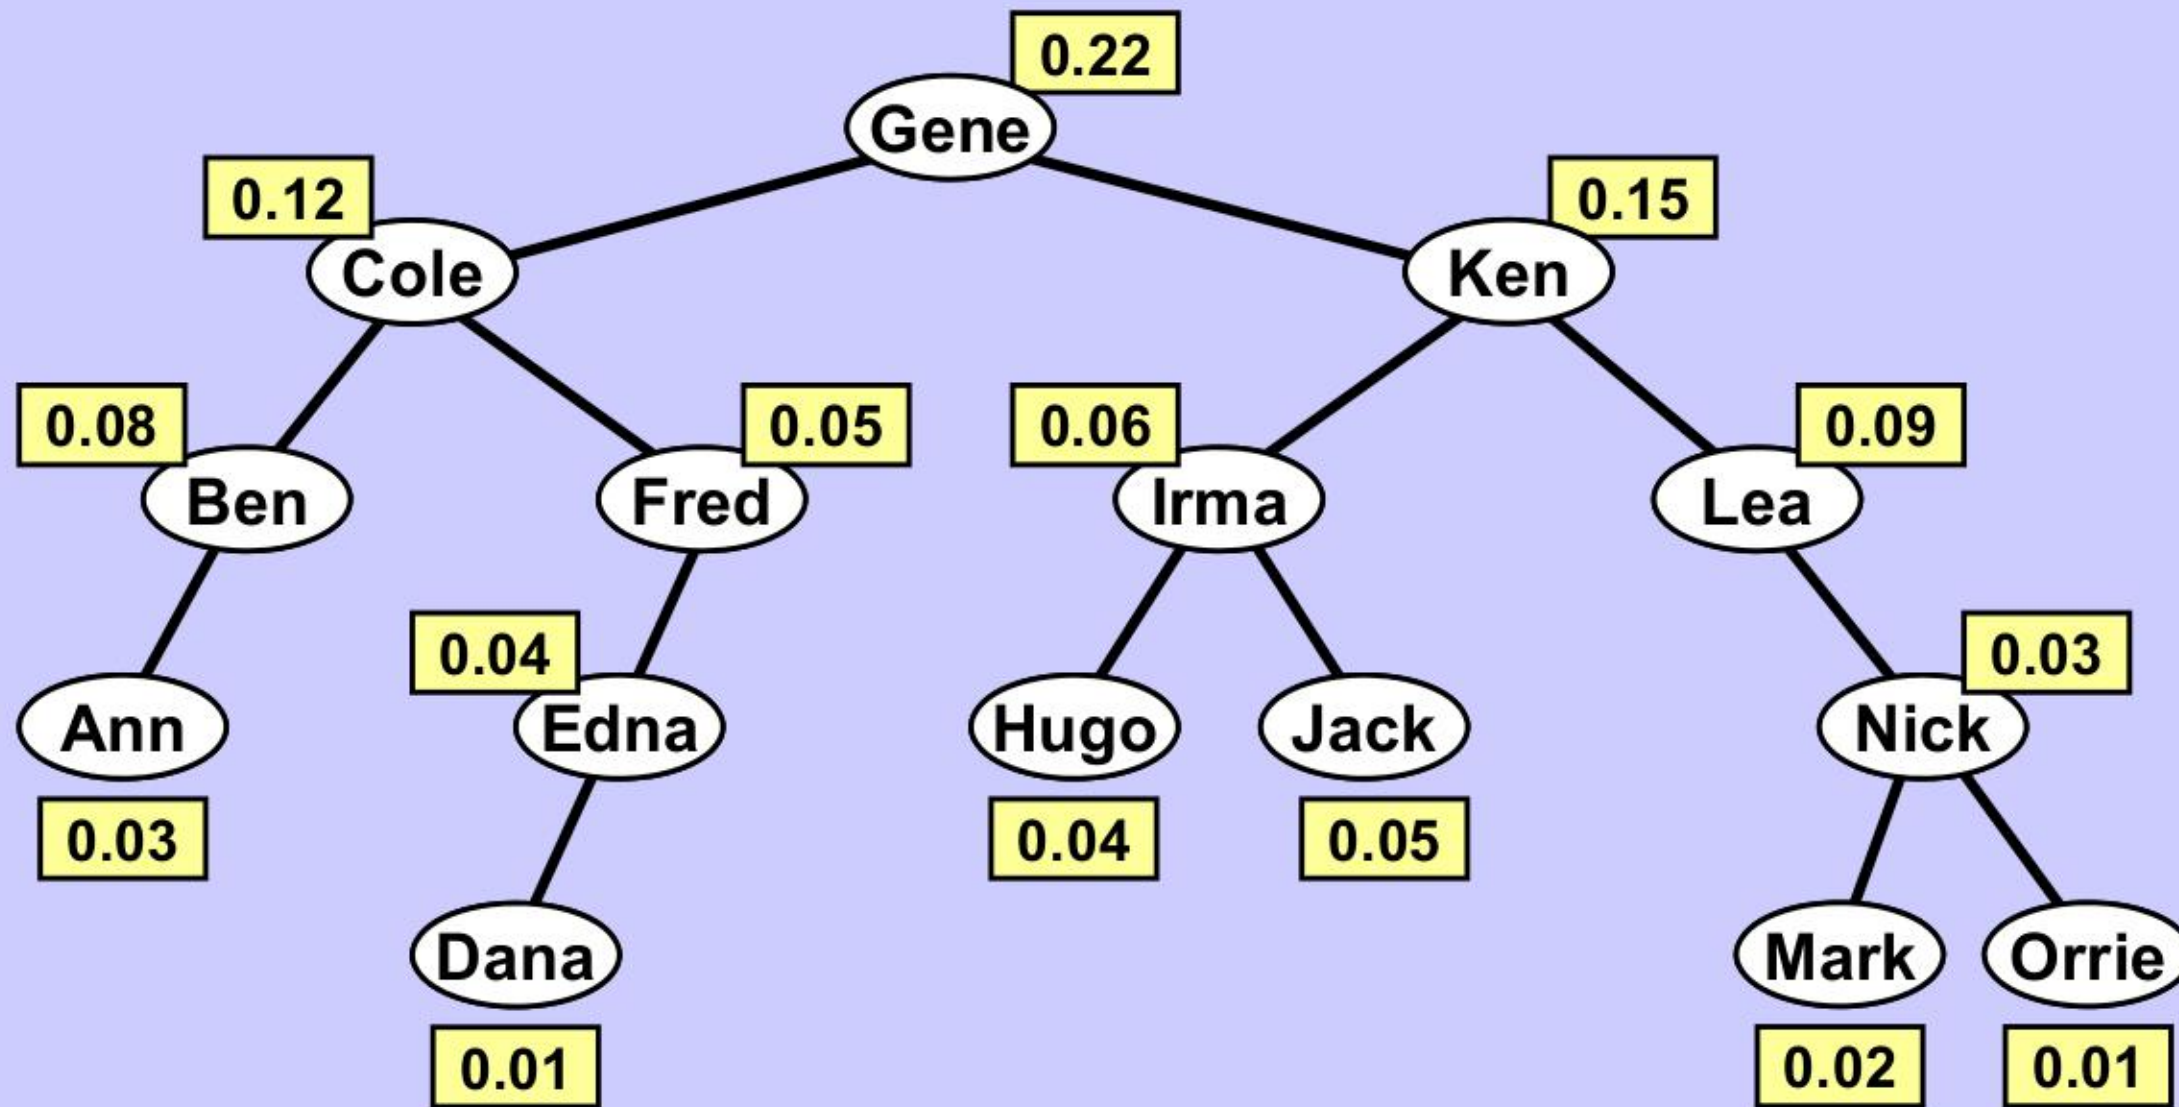 0.22
Gene
0.12
0.15
Cole
Ken
0.08
0.05
0.06
0.09
Ben
Fred
Irma
Lea
0.04
0.03
Ann
Edna
Hugo
Jack
Nick
0.03
0.04
0.05
Dana
Mark
Orrie
0.01
0.02
0.01